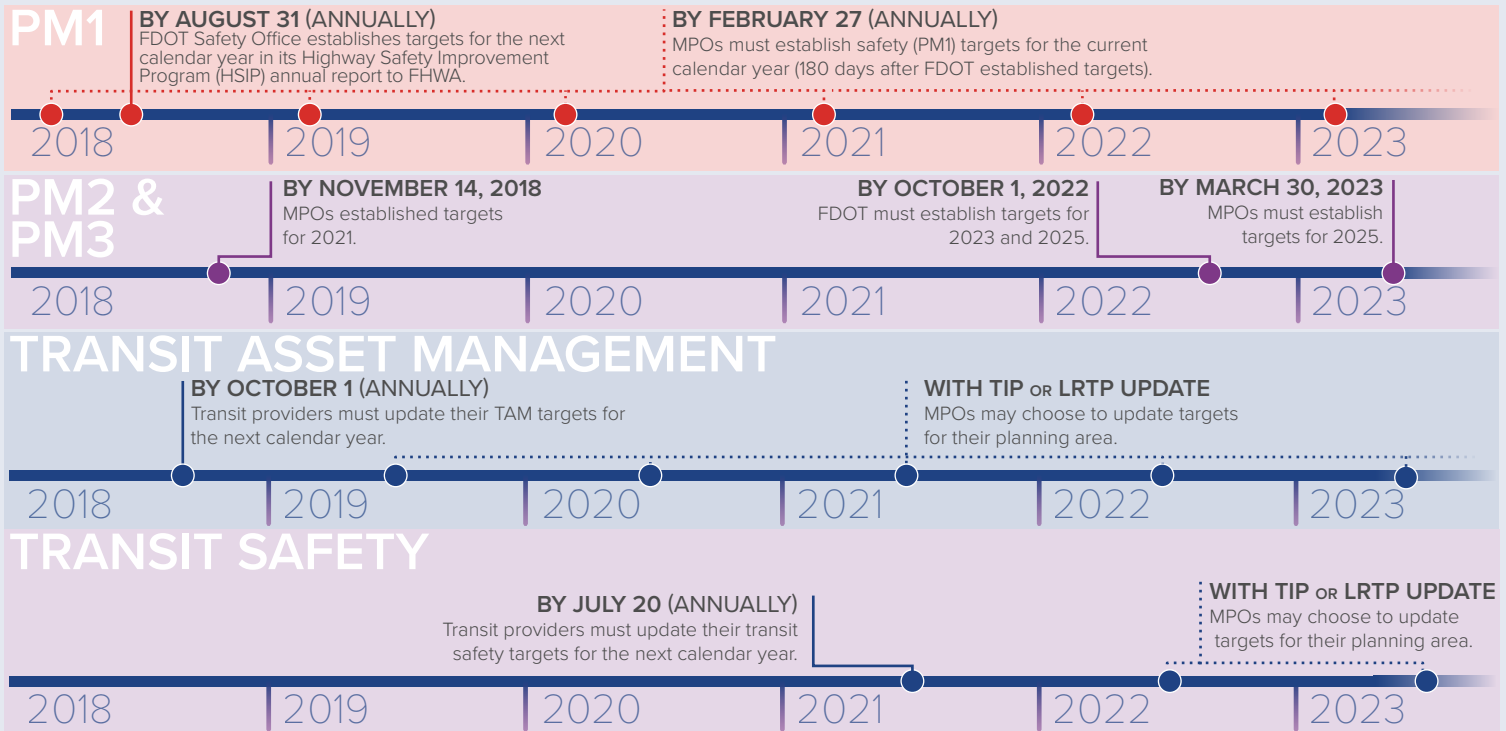 PM1
BY AUGUST 31 (ANNUALLY)
FDOT Safety Office establishes targets for the next
calendar year in its Highway Safety Improvement
Program (HSIP) annual report to FHWA.
BY FEBRUARY 27 (ANNUALLY)
MPOs must establish safety (PM1) targets for the current
calendar year (180 days after FDOT established targets).
2018 2019 2020 2021 2022 2023
PM2 &
PM3
BY NOVEMBER 14, 2018
MPOs established targets
for 2021.
BY OCTOBER 1, 2022
FDOT must establish targets for
2023 and 2025.
BY MARCH 30, 2023
MPOs must establish
targets for 2025.
2018 2019 2020 2021 2022 2023
TRANSIT ASSET MANAGEMENT
BY OCTOBER 1 (ANNUALLY)
Transit providers must update their TAM targets for
the next calendar year.
WITH TIP OR LRTP UPDATE
MPOs may choose to update targets
for their planning area.
2018 2019 2020 2021 2022 2023
TRANSIT SAFETY
BY JULY 20 (ANNUALLY)
Transit providers must update their transit
safety targets for the next calendar year.
WITH TIP OR LRTP UPDATE
MPOs may choose to update
targets for their planning area.
2018 2019 2020 2021 2022 2023